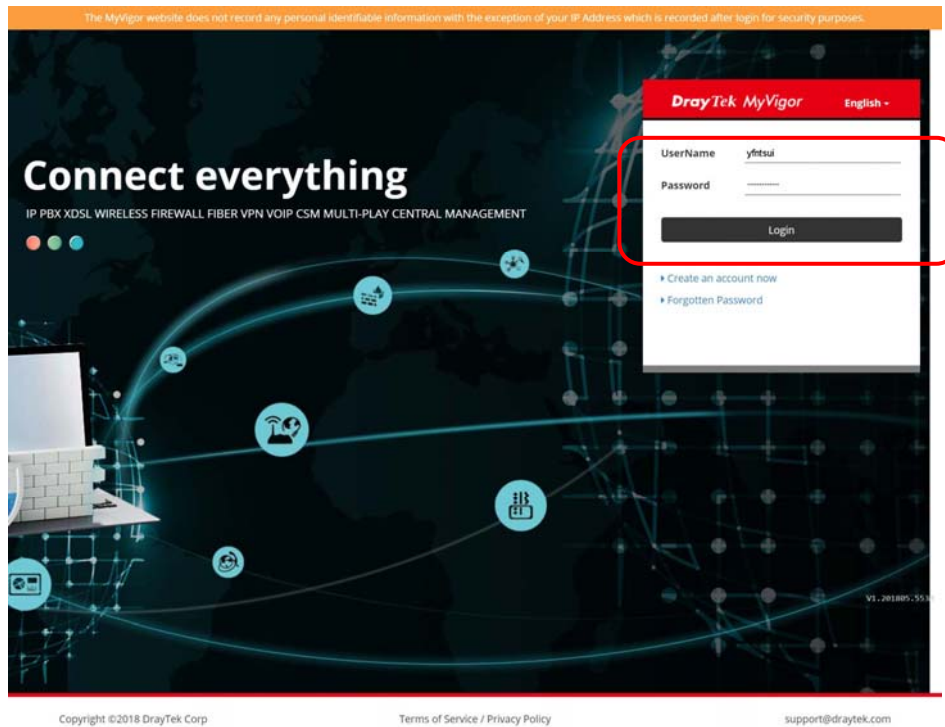 The MyVigor website does not record any personal identifiable information with the exception of your IP Address which is recorded after login for security purposes.
DrayTek MyVigor English
UserName yfntsui
Password
Login
Create an account now
Forgotten Password
Connect everything
IP PBX XDSL WIRELESS FIREWALL FIBER VPN VOIP CSM MULTI-PLAY CENTRAL MANAGEMENT
Copyright ©2018 DrayTek Corp Terms of Service / Privacy Policy support@draytek.com